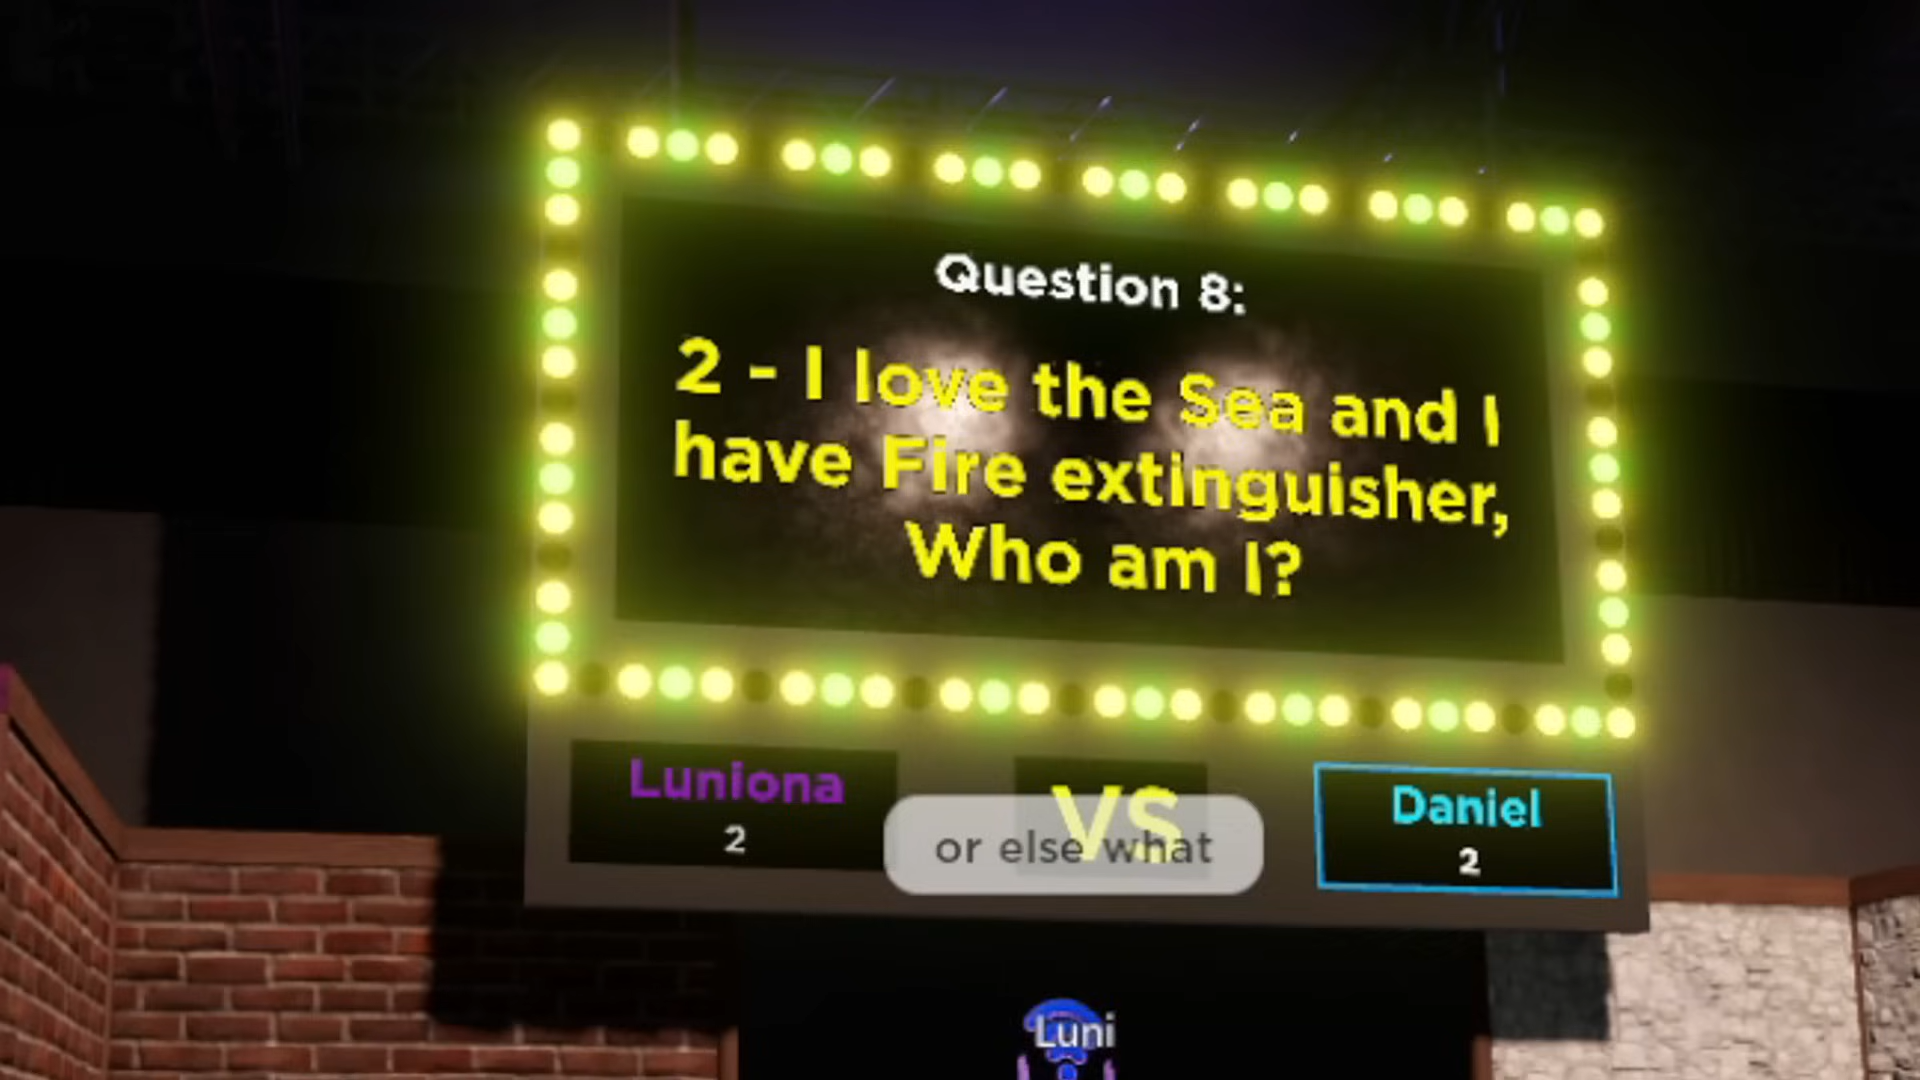 Question 8:
2 - I love the Sea and I
have Fire extinguisher,
Who am I?
Luniona
2
VS
or else what
Daniel
2
Luni